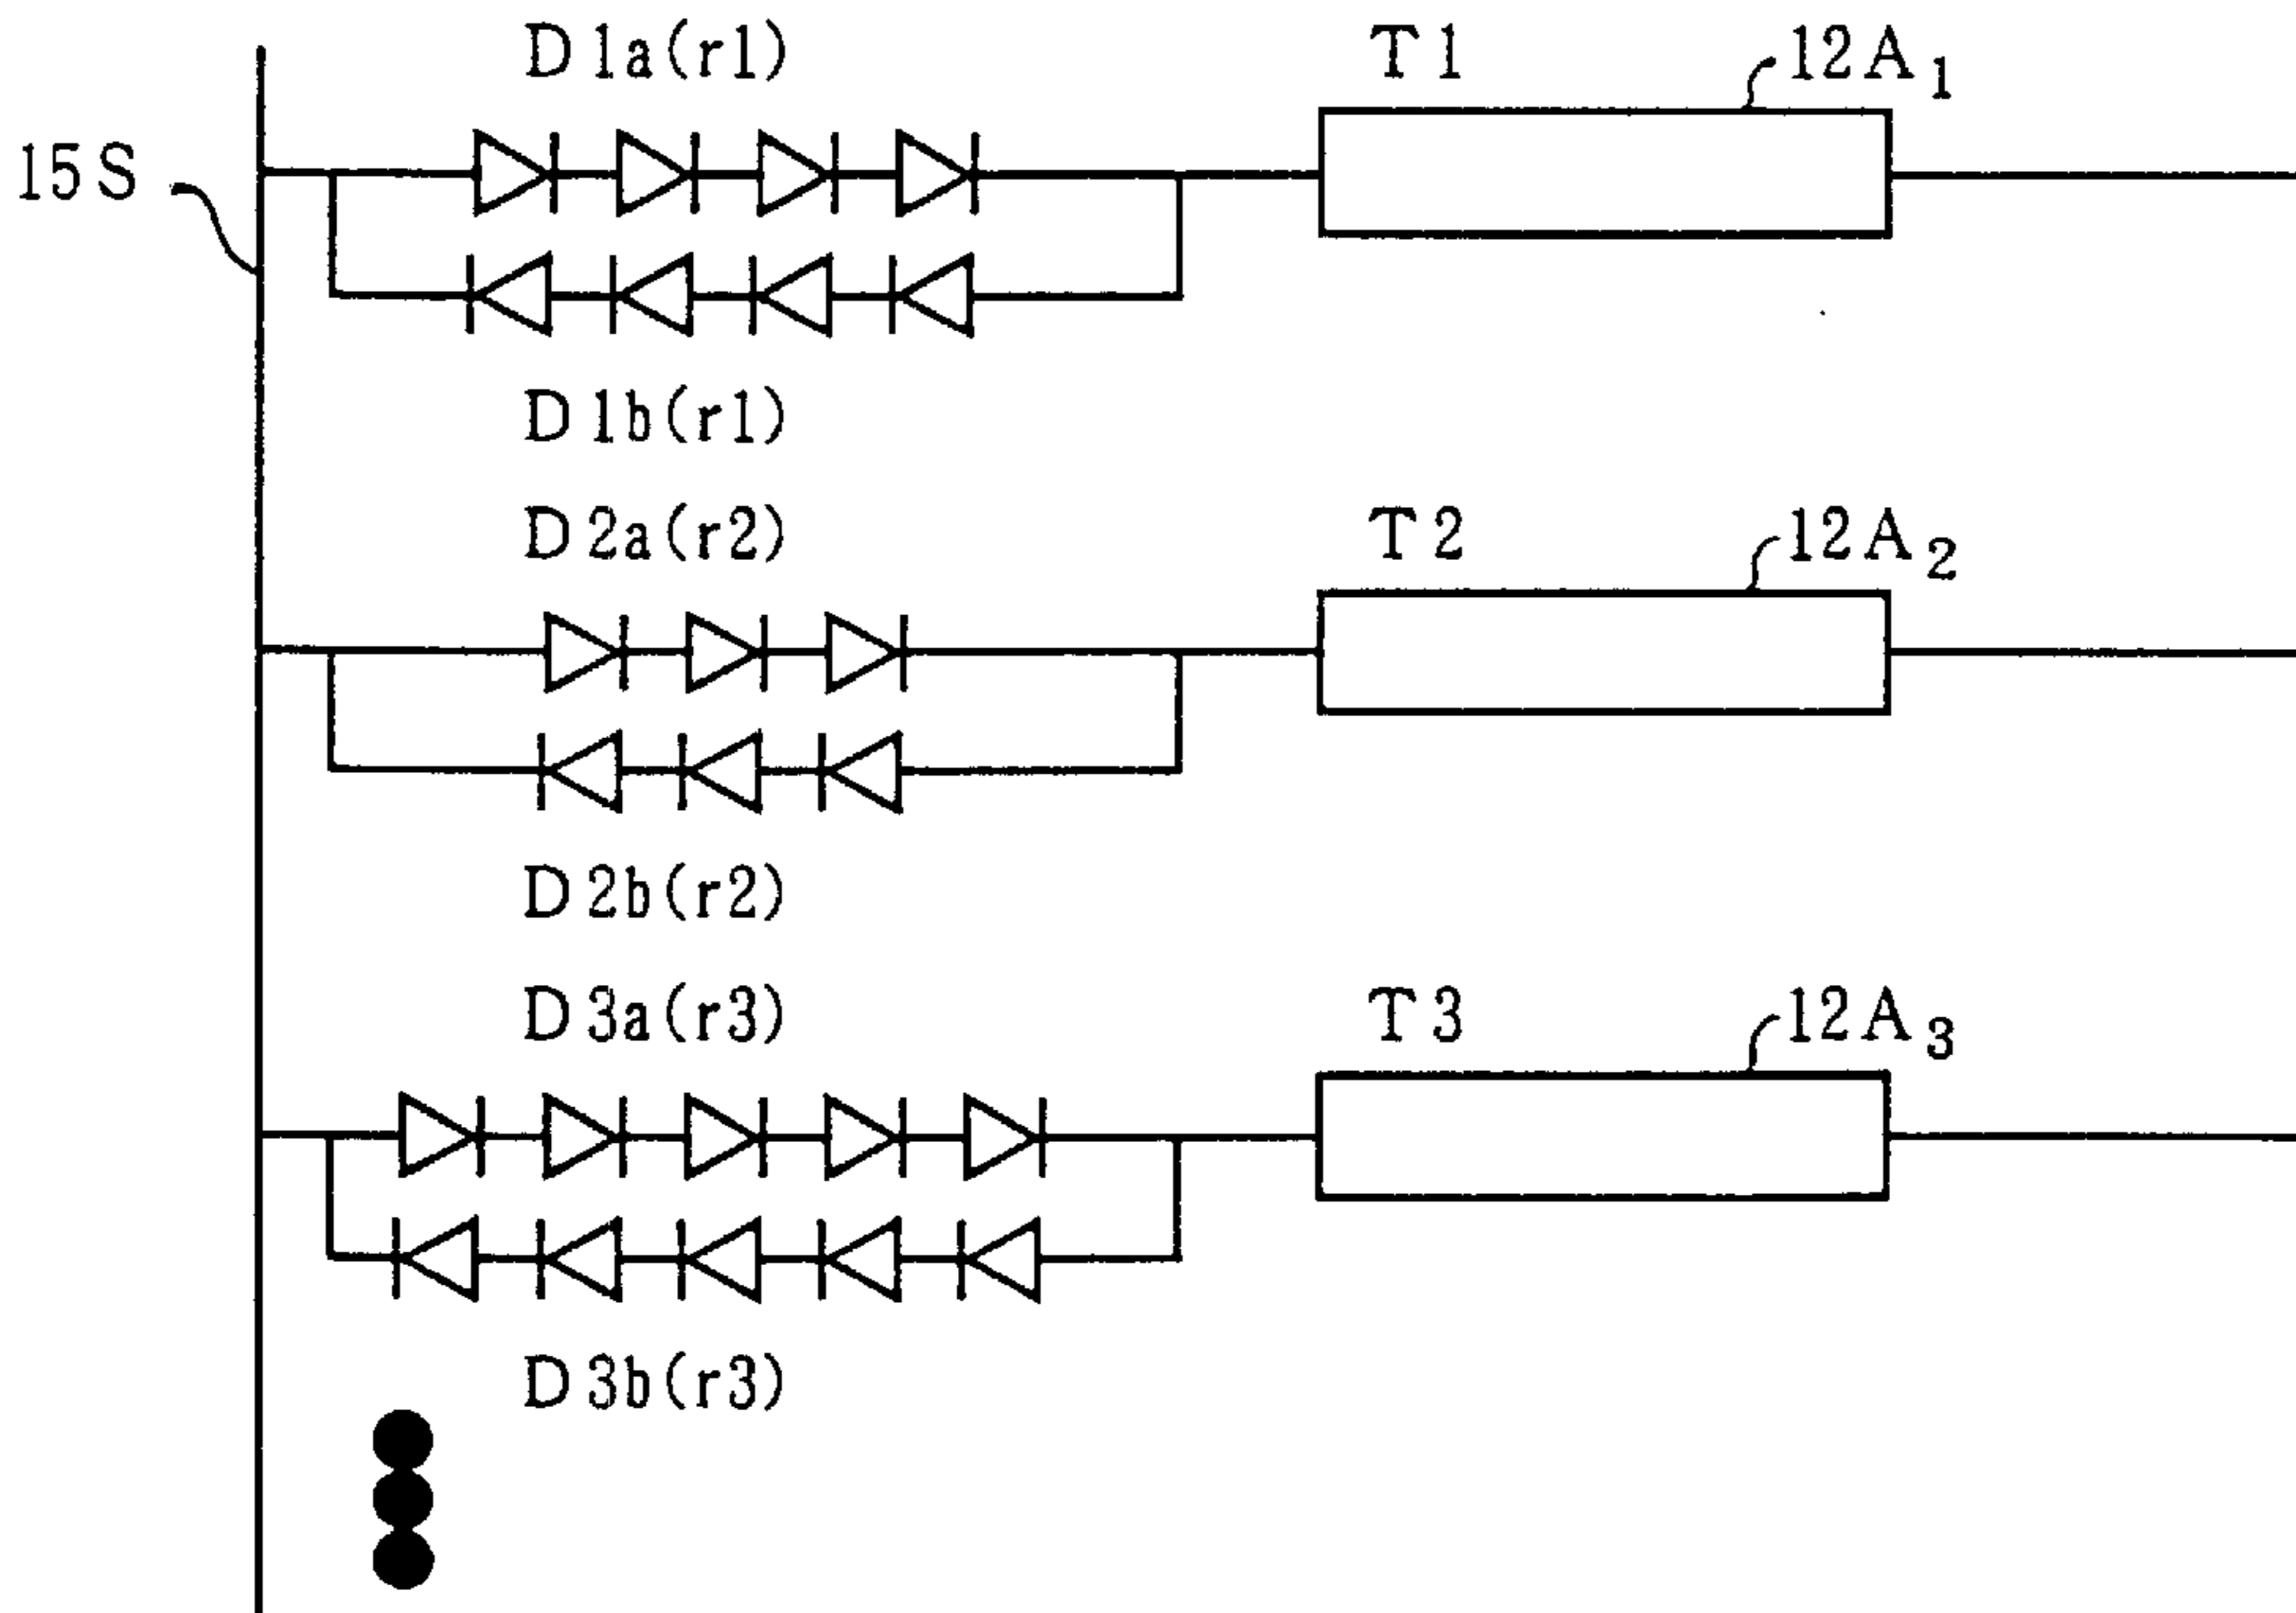 D1a(r1) T1 12A1
15S
D1b(r1)
D2a(r2) T2 12A2
D2b(r2)
D3a(r3) T3 12A3
D3b(r3)